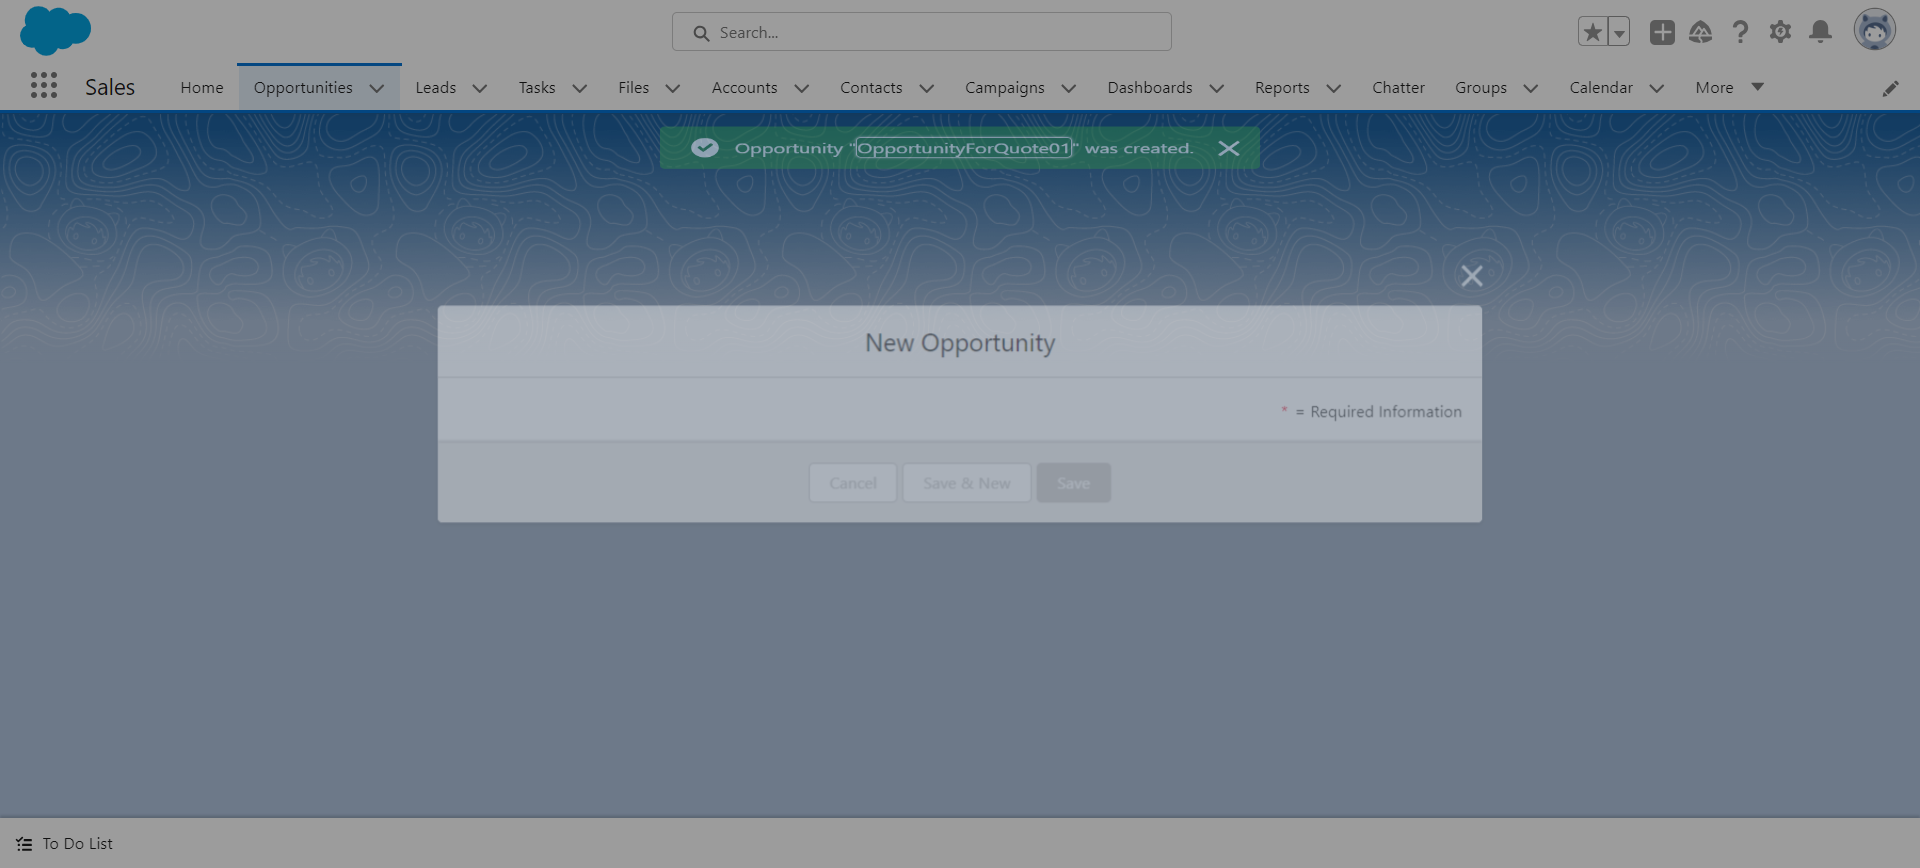 Search...
Sales Home Opportunities Leads Tasks Files Accounts Contacts Campaigns Dashboards Reports Chatter Groups Calendar More
Opportunity "OpportunityForQuote01" was created.
New Opportunity
* = Required Information
Cancel Save & New Save
To Do List